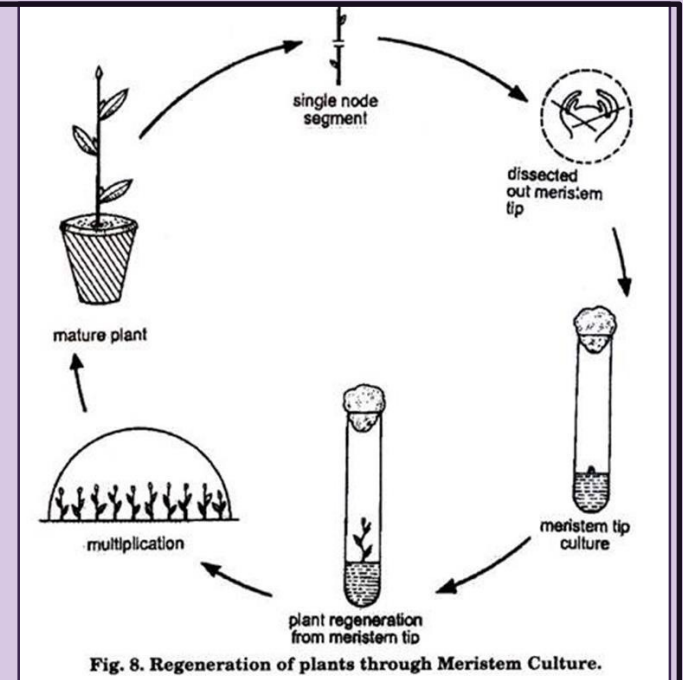 single node
segment
dissected
out meristem
tip
mature plant
meristem tip
culture
multiplication
plant regeneration
from meristem tip
Fig. 8. Regeneration of plants through Meristem Culture.